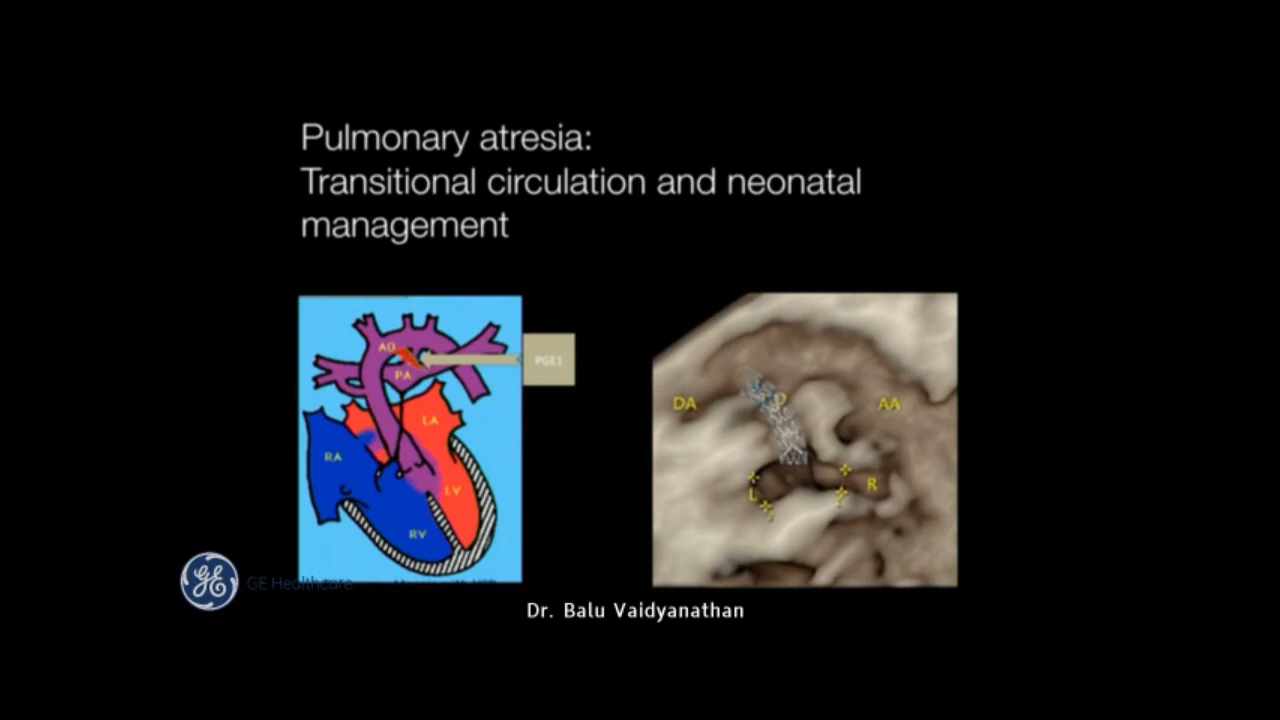 Pulmonary atresia:
Transitional circulation and neonatal
management
AO
PA
PGE1
LA
RA
LV
RV
DA
D
AA
L
R
GE Healthcare
Dr. Balu Vaidyanathan